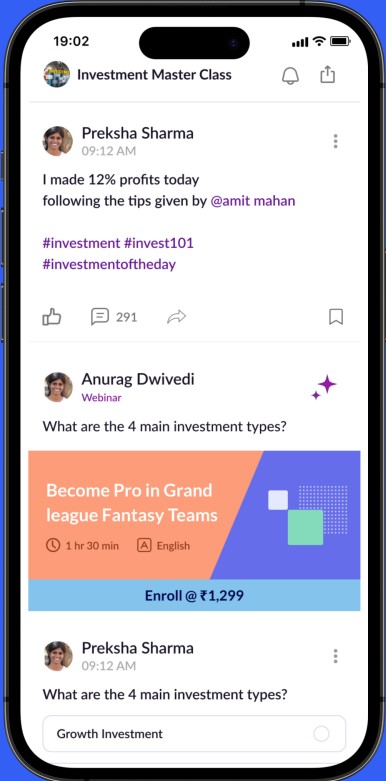 19:02
Investment Master Class
Preksha Sharma
09:12 AM
I made 12% profits today
following the tips given by @amit mahan
#investment #invest101
#investmentoftheday
291
Anurag Dwivedi
Webinar
What are the 4 main investment types?
Become Pro in Grand
league Fantasy Teams
1 hr 30 min A English
Enroll @ ₹1,299
Preksha Sharma
09:12 AM
What are the 4 main investment types?
Growth Investment